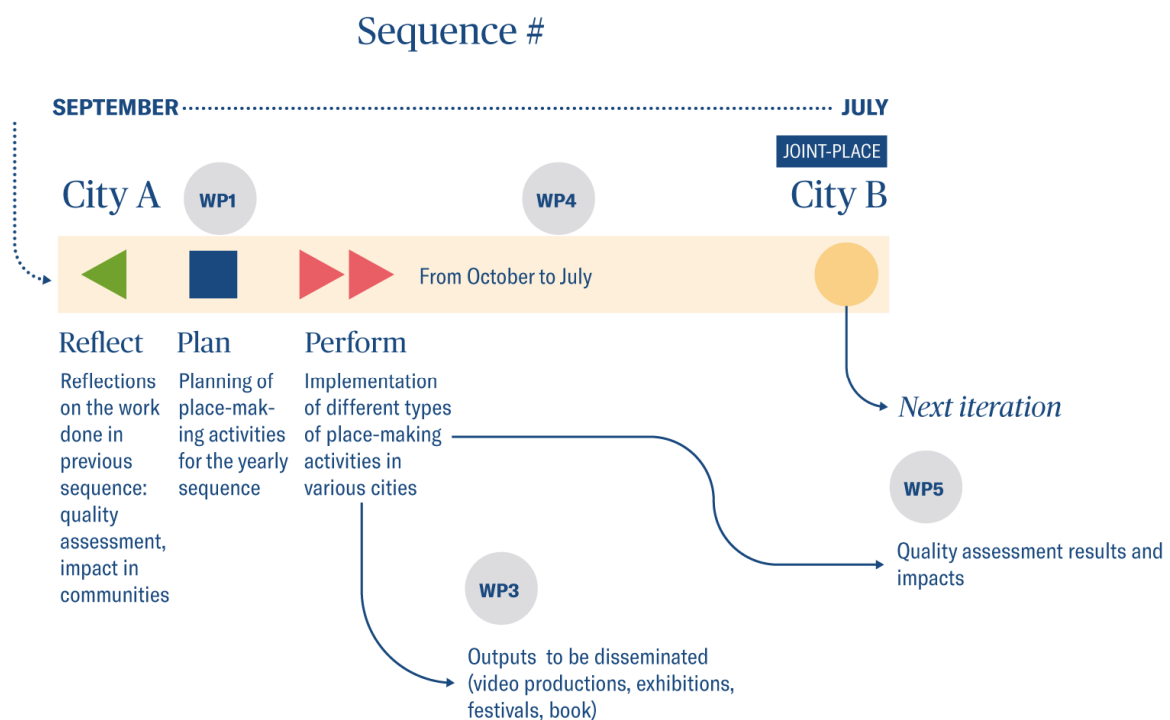 Sequence #
SEPTEMBER
JULY
JOINT-PLACE
City A
WP1
WP4
City B
From October to July
Reflect
Reflections
on the work
done in
previous
sequence:
quality
assessment,
impact in
communities
Plan
Planning of
place-mak-
ing activities
for the yearly
sequence
Perform
Implementation
of different types
of place-making
activities in
various cities
Next iteration
WP5
Quality assessment results and
impacts
WP3
Outputs to be disseminated
(video productions, exhibitions,
festivals, book)